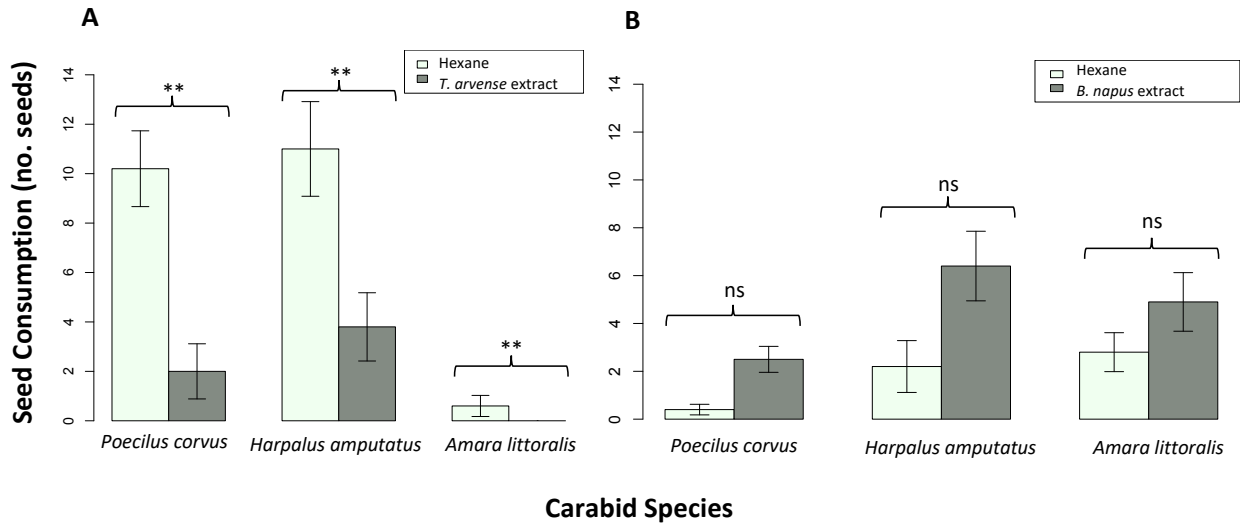 A
B
Hexane
T. arvense extract
Hexane
B. napus extract
Seed Consumption (no. seeds)
14
12
10
8
6
4
2
0
**
**
**
Poecilus corvus
Harpalus amputatus
Amara littoralis
14
12
10
8
6
4
2
0
ns
ns
ns
Poecilus corvus
Harpalus amputatus
Amara littoralis
Carabid Species